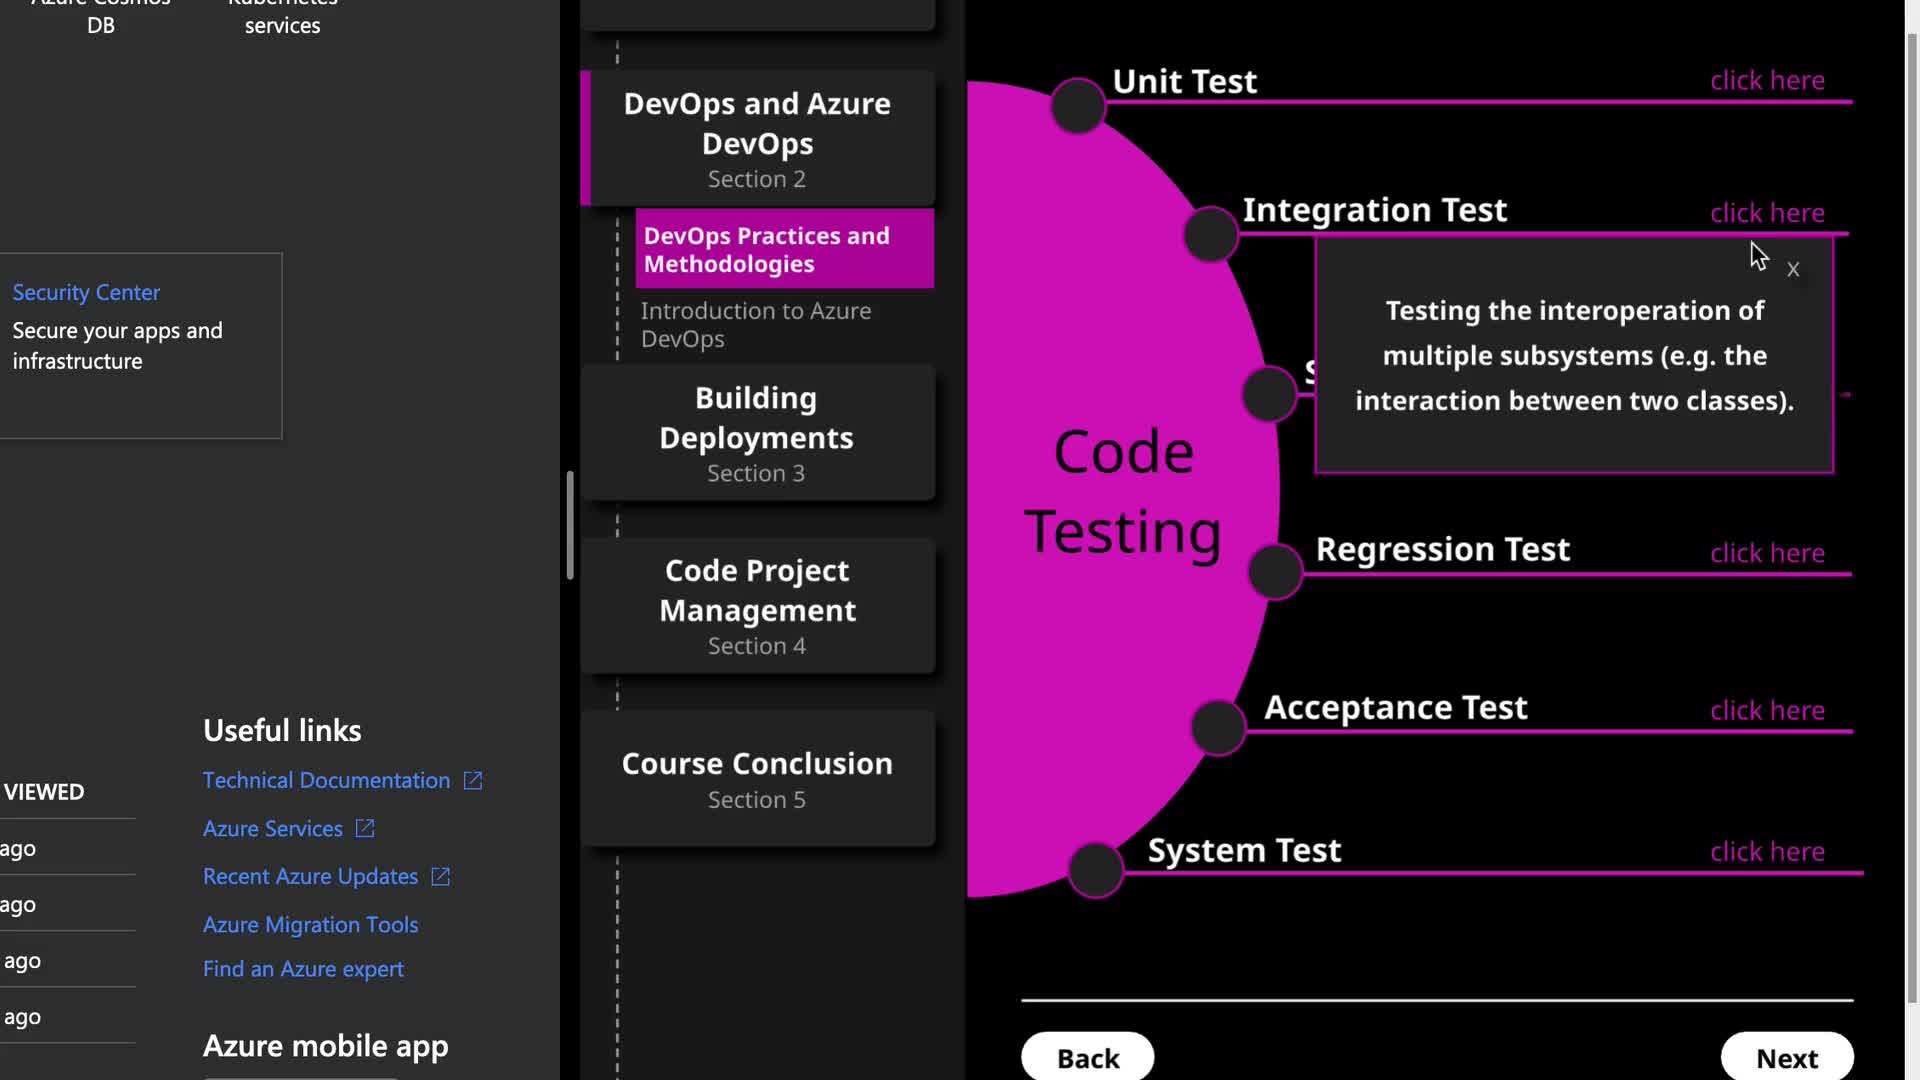 DB
services
Security Center
Secure your apps and
infrastructure
VIEWED
ago
ago
ago
ago
Useful links
Technical Documentation
Azure Services
Recent Azure Updates
Azure Migration Tools
Find an Azure expert
Azure mobile app
DevOps and Azure
DevOps
Section 2
DevOps Practices and
Methodologies
Introduction to Azure
DevOps
Building
Deployments
Section 3
Code Project
Management
Section 4
Course Conclusion
Section 5
Code
Testing
Unit Test click here
Integration Test click here
x
Testing the interoperation of
multiple subsystems (e.g. the
interaction between two classes).
Regression Test click here
Acceptance Test click here
System Test click here
Back Next